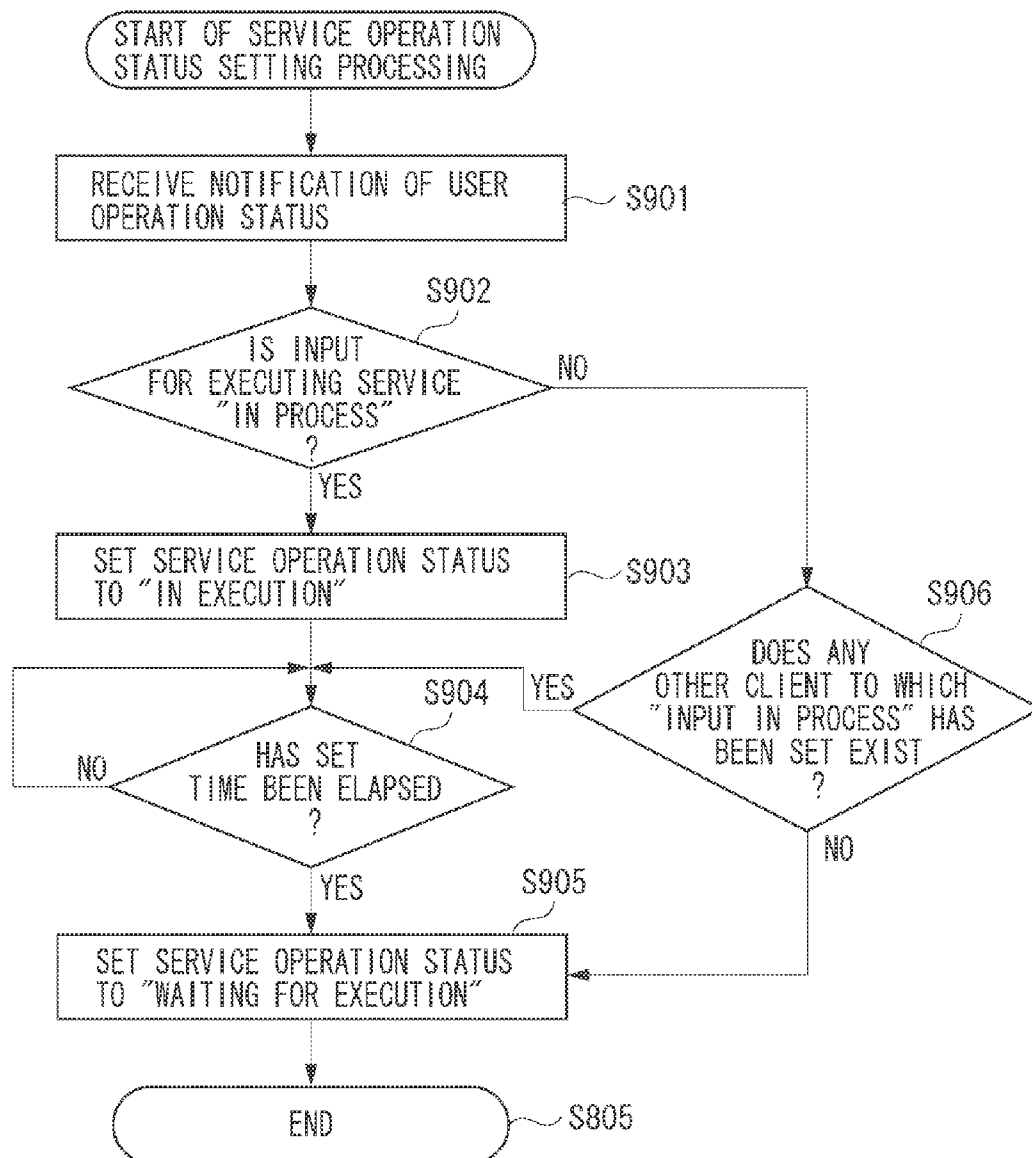 START OF SERVICE OPERATION
STATUS SETTING PROCESSING
RECEIVE NOTIFICATION OF USER
OPERATION STATUS
S901
S902
IS INPUT
FOR EXECUTING SERVICE
"IN PROCESS"
?
NO
YES
SET SERVICE OPERATION STATUS
TO "IN EXECUTION"
S903
S906
DOES ANY
OTHER CLIENT TO WHICH
"INPUT IN PROCESS" HAS
BEEN SET EXIST
?
YES
NO
S904
HAS SET
TIME BEEN ELAPSED
?
NO
YES
S905
SET SERVICE OPERATION STATUS
TO "WAITING FOR EXECUTION"
END
S805